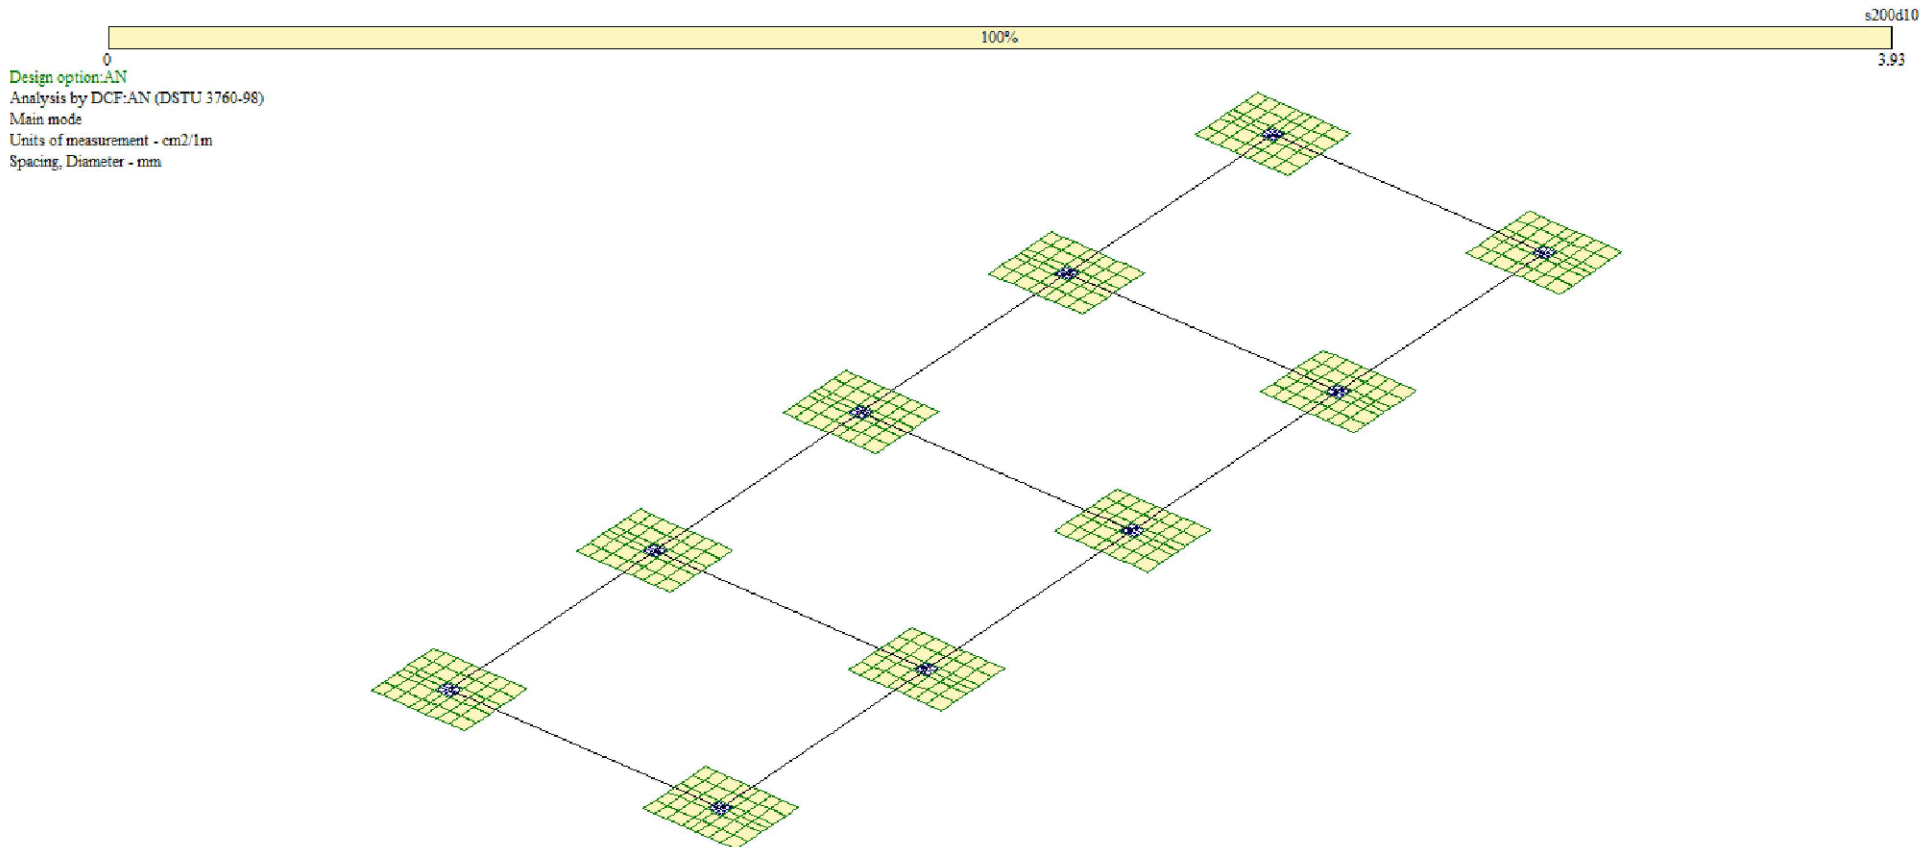 s200d10
100%
0
3.93
Design option:AN
Analysis by DCF:AN (DSTU 3760-98)
Main mode
Units of measurement - cm2/1m
Spacing, Diameter - mm